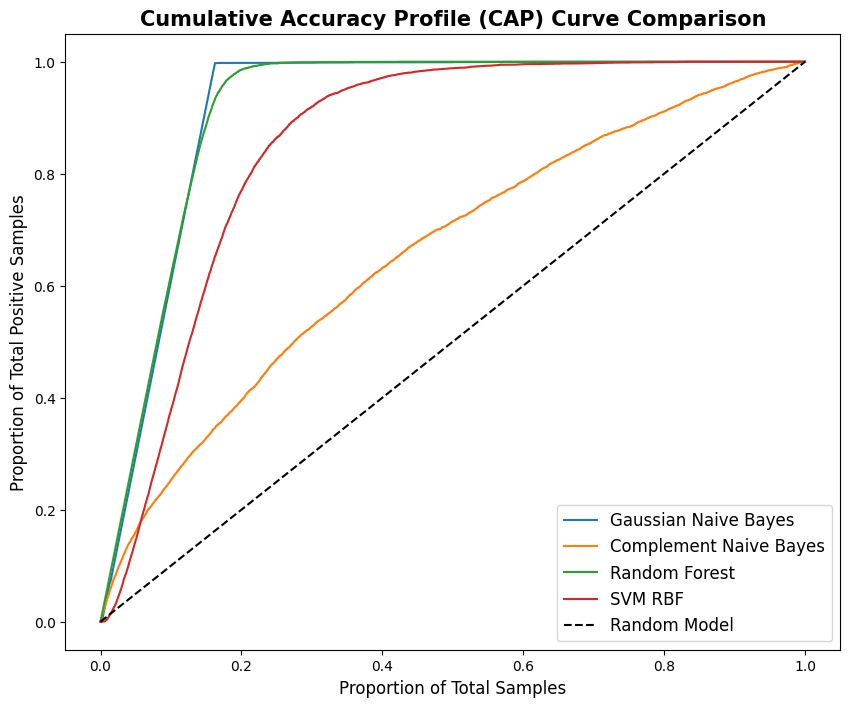 Cumulative Accuracy Profile (CAP) Curve Comparison
Proportion of Total Positive Samples
1.0
0.8
0.6
0.4
0.2
0.0
Gaussian Naive Bayes
Complement Naive Bayes
Random Forest
SVM RBF
Random Model
0.0 0.2 0.4 0.6 0.8 1.0
Proportion of Total Samples